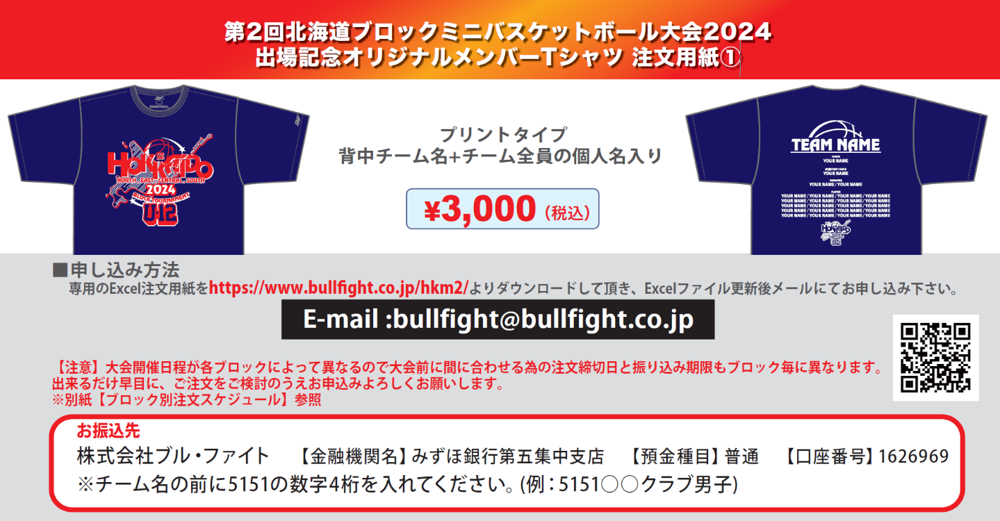 第2回北海道ブロックミニバスケットボール大会2024
出場記念オリジナルメンバーTシャツ 注文用紙①
BASKETBALL
THE
HOKKAIDO
NORTH . EAST . CENTRAL . SOUTH
2024
BLOCK TOURNAMENT
U-12
プリントタイプ
背中チーム名+チーム全員の個人名入り
¥3,000（税込）
TEAM NAME
COACH
YOUR NAME
ASSISTANT COACH
YOUR NAME
YOUR NAME/YOUR NAME
PLAYER
YOUR NAME/YOUR NAME/YOUR NAME/YOUR NAME
YOUR NAME/YOUR NAME/YOUR NAME/YOUR NAME
YOUR NAME/YOUR NAME/YOUR NAME/YOUR NAME
YOUR NAME/YOUR NAME/YOUR NAME/YOUR NAME
YOUR NAME/YOUR NAME/YOUR NAME/YOUR NAME
HOKKAIDO
U-12
■申し込み方法
専用のExcel注文用紙をhttps://www.bullfight.co.jp/hkm2/よりダウンロードして頂き、Excelファイル更新後メールにてお申し込み下さい。
E-mail :bullfight@bullfight.co.jp
【注意】大会開催日程が各ブロックによって異なるので大会前に間に合わせる為の注文締切日と振り込み期限もブロック毎に異なります。
出来るだけ早目に、ご注文をご検討のうえお申込みよろしくお願いします。
※別紙【ブロック別注文スケジュール】参照
お振込先
株式会社ブル・ファイト 【金融機関名】みずほ銀行第五集中支店 【預金種目】普通 【口座番号】1626969
※チーム名の前に5151の数字4桁を入れてください。(例：5151○○クラブ男子)